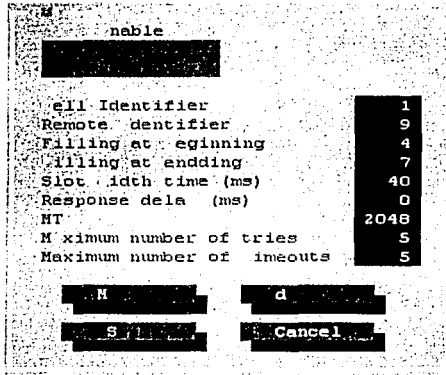 M
nable
ell Identifier 1
Remote dentifier 9
Filling at eginning 4
illing at endding 7
Slot idth time (ms) 40
Response dela (ms) 0
MT 2048
M ximum number of tries 5
Maximum number of imeouts 5
M d
S Cancel